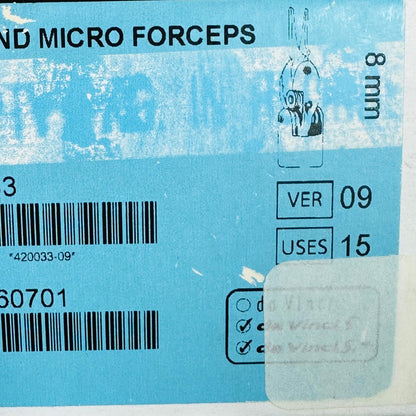 ND MICRO FORCEPS
8 mm
3
VER 09
*420033-09*
USES 15
60701
da Vinci
da Vinci S
da Vinci S